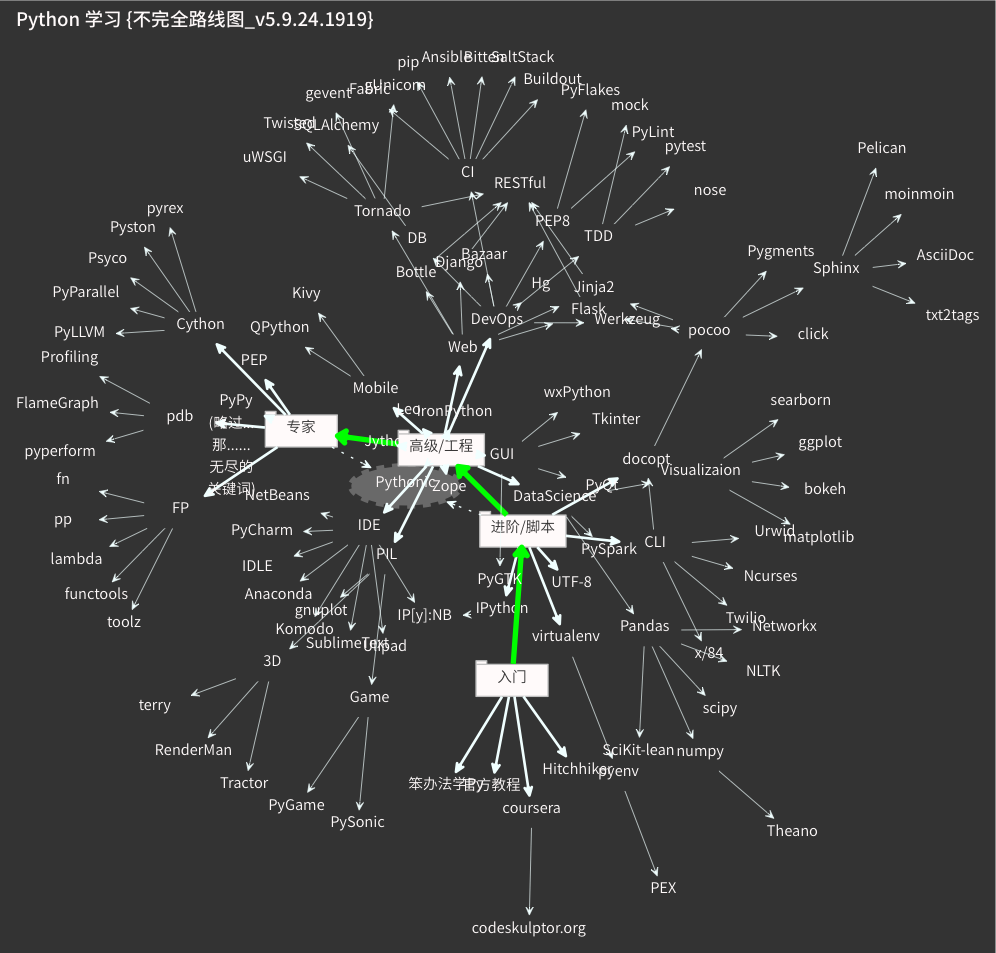 Python 学习 {不完全路线图_v5.9.24.1919}
pip
Ansible
Bitten
SaltStack
Buildout
gUnicorn
Fabric
gevent
PyFlakes
mock
Twisted
SQLAlchemy
PyLint
pytest
uWSGI
CI
RESTful
nose
Pelican
moinmoin
pyrex
Tornado
PEP8
TDD
Pyston
DB
Bazaar
Pygments
AsciiDoc
Psyco
Django
Bottle
Sphinx
PyParallel
Kivy
Hg
Jinja2
Flask
txt2tags
PyLLVM
Cython
QPython
DevOps
Werkzeug
pocoo
click
Profiling
PEP
Web
Mobile
wxPython
FlameGraph
PyPy
Leo
IronPython
searborn
pdb
(略过...
专家
Tkinter
那......
Jython
高级/工程
GUI
ggplot
pyperform
无尽的
docopt
Visualizaion
fn
关键词)
Pythonic
Zope
PyQt
bokeh
NetBeans
DataScience
FP
pp
PyCharm
IDE
进阶/脚本
Urwid
matplotlib
lambda
IDLE
PIL
PySpark
CLI
functools
Anaconda
PyGTK
UTF-8
Ncurses
toolz
gnuplot
IP[y]:NB
IPython
Twilio
Komodo
SublimeText
Ulipad
virtualenv
Pandas
Networkx
3D
x/84
NLTK
入门
terry
Game
scipy
RenderMan
SciKit-lean
numpy
Tractor
笨办法学Py
官方教程
Hitchhiker
pyenv
PyGame
coursera
PySonic
Theano
PEX
codeskulptor.org